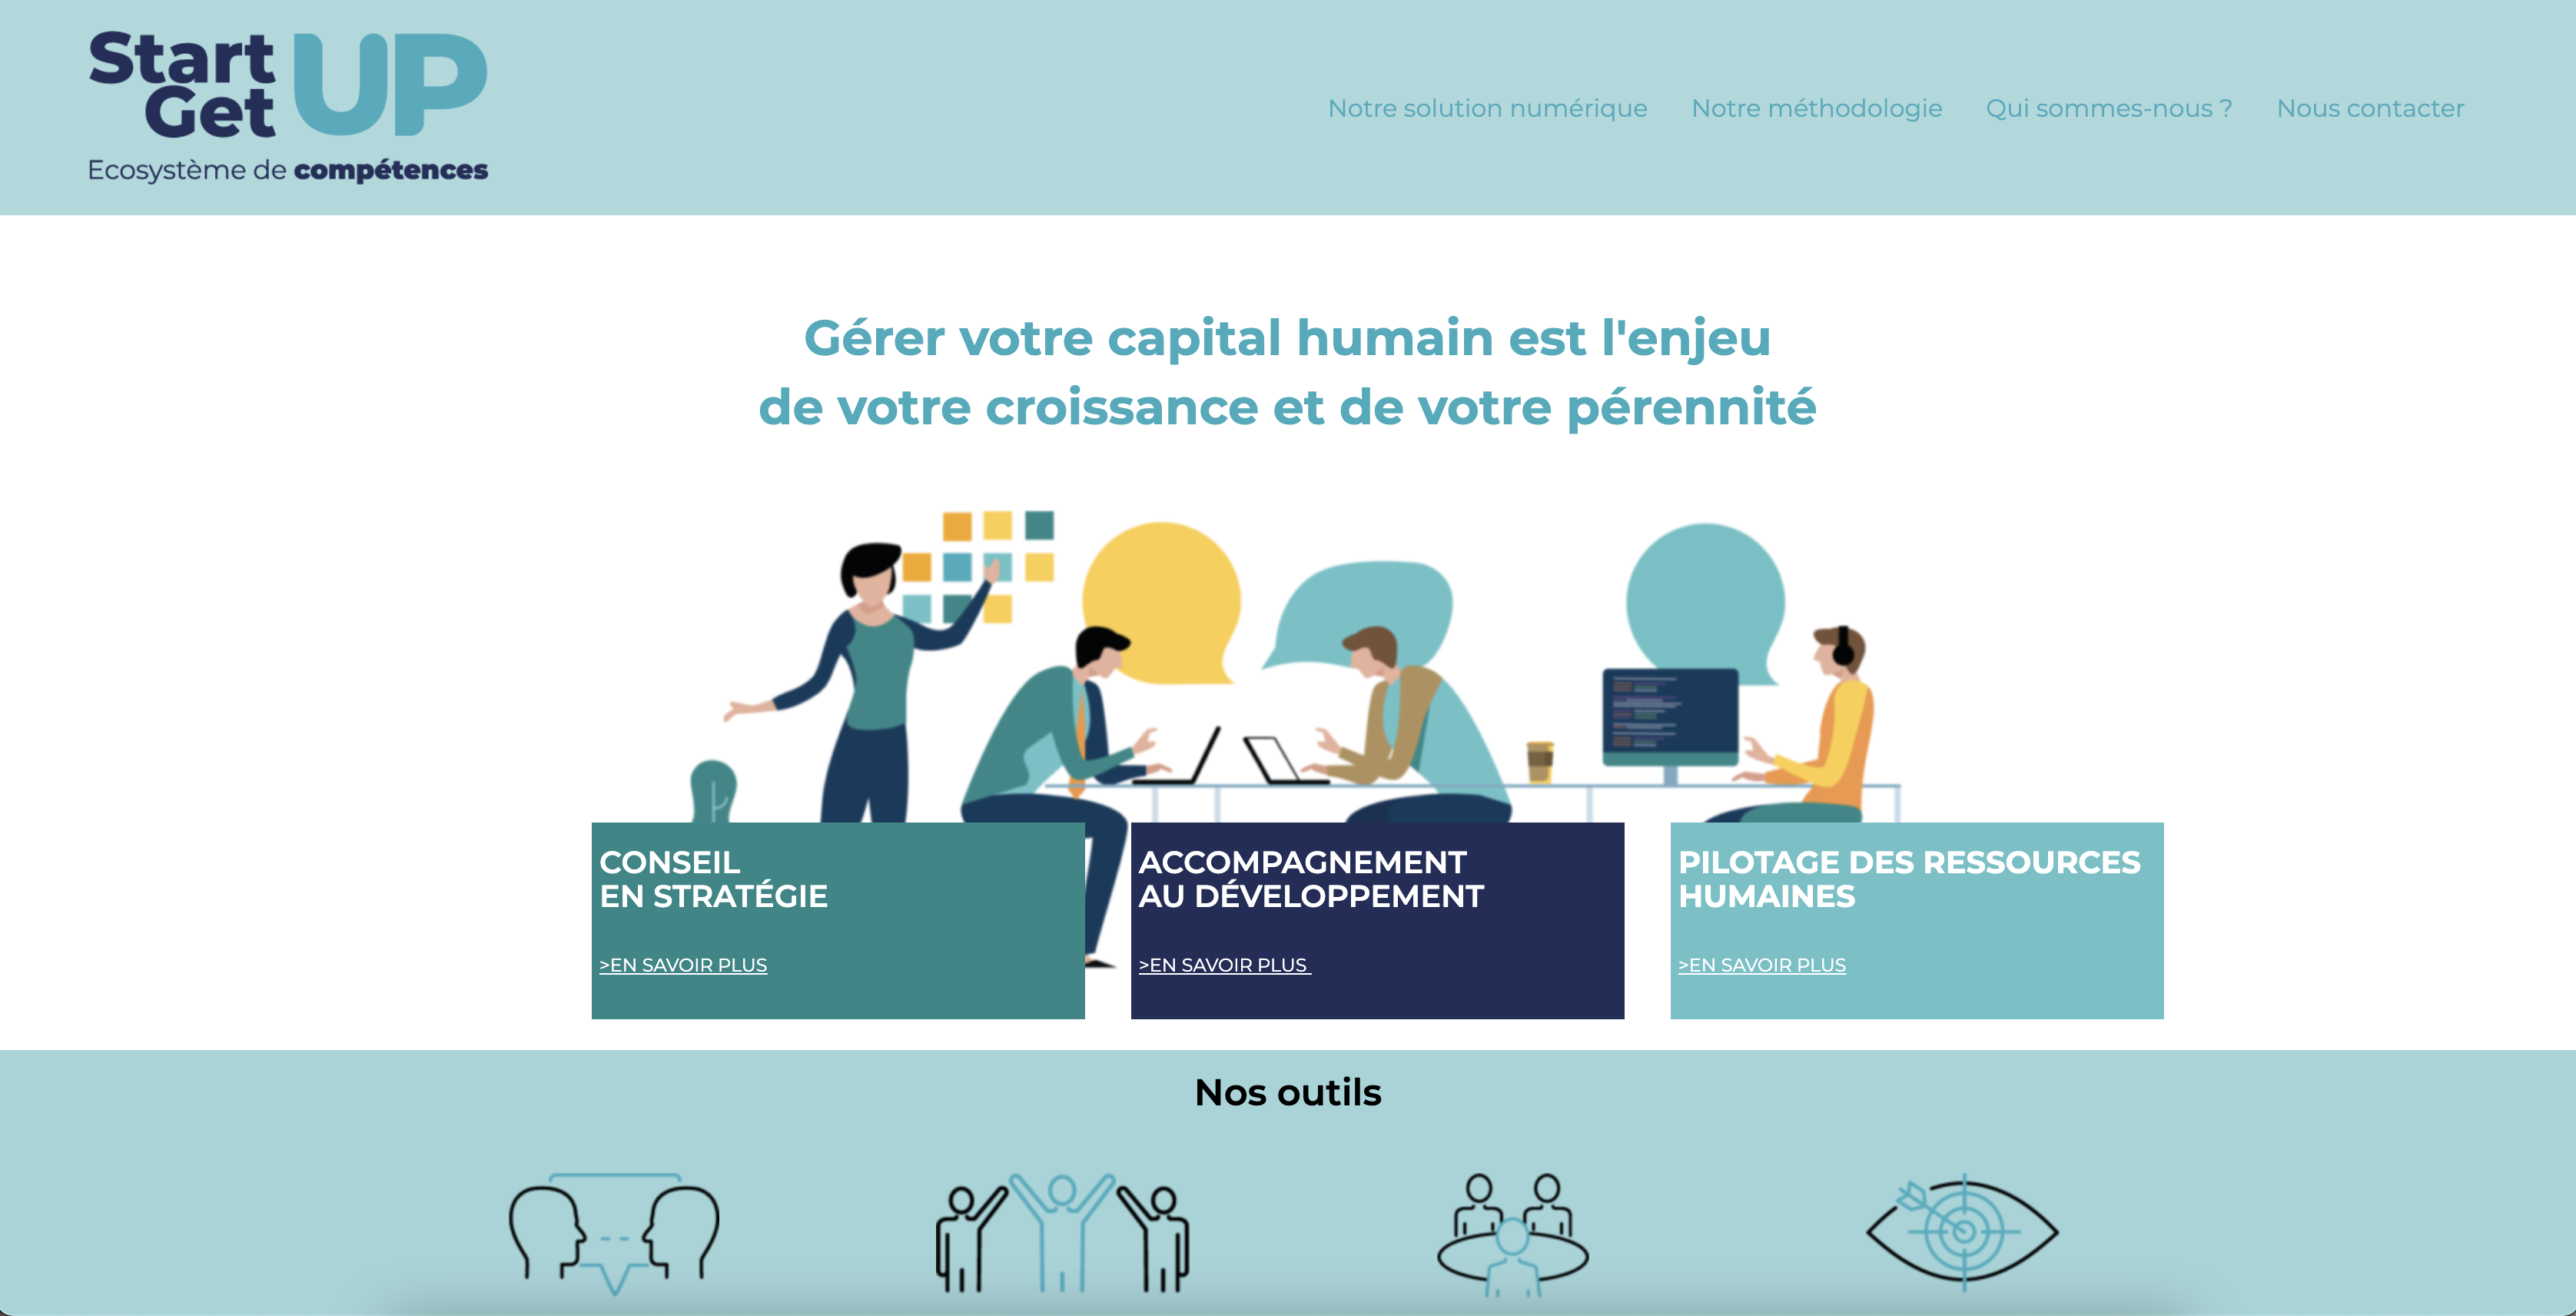 Start
Get UP
Ecosystème de compétences
Notre solution numérique
Notre méthodologie
Qui sommes-nous ?
Nous contacter
Gérer votre capital humain est l'enjeu
de votre croissance et de votre pérennité
CONSEIL
EN STRATÉGIE
>EN SAVOIR PLUS
ACCOMPAGNEMENT
AU DÉVELOPPEMENT
>EN SAVOIR PLUS
PILOTAGE DES RESSOURCES
HUMAINES
>EN SAVOIR PLUS
Nos outils